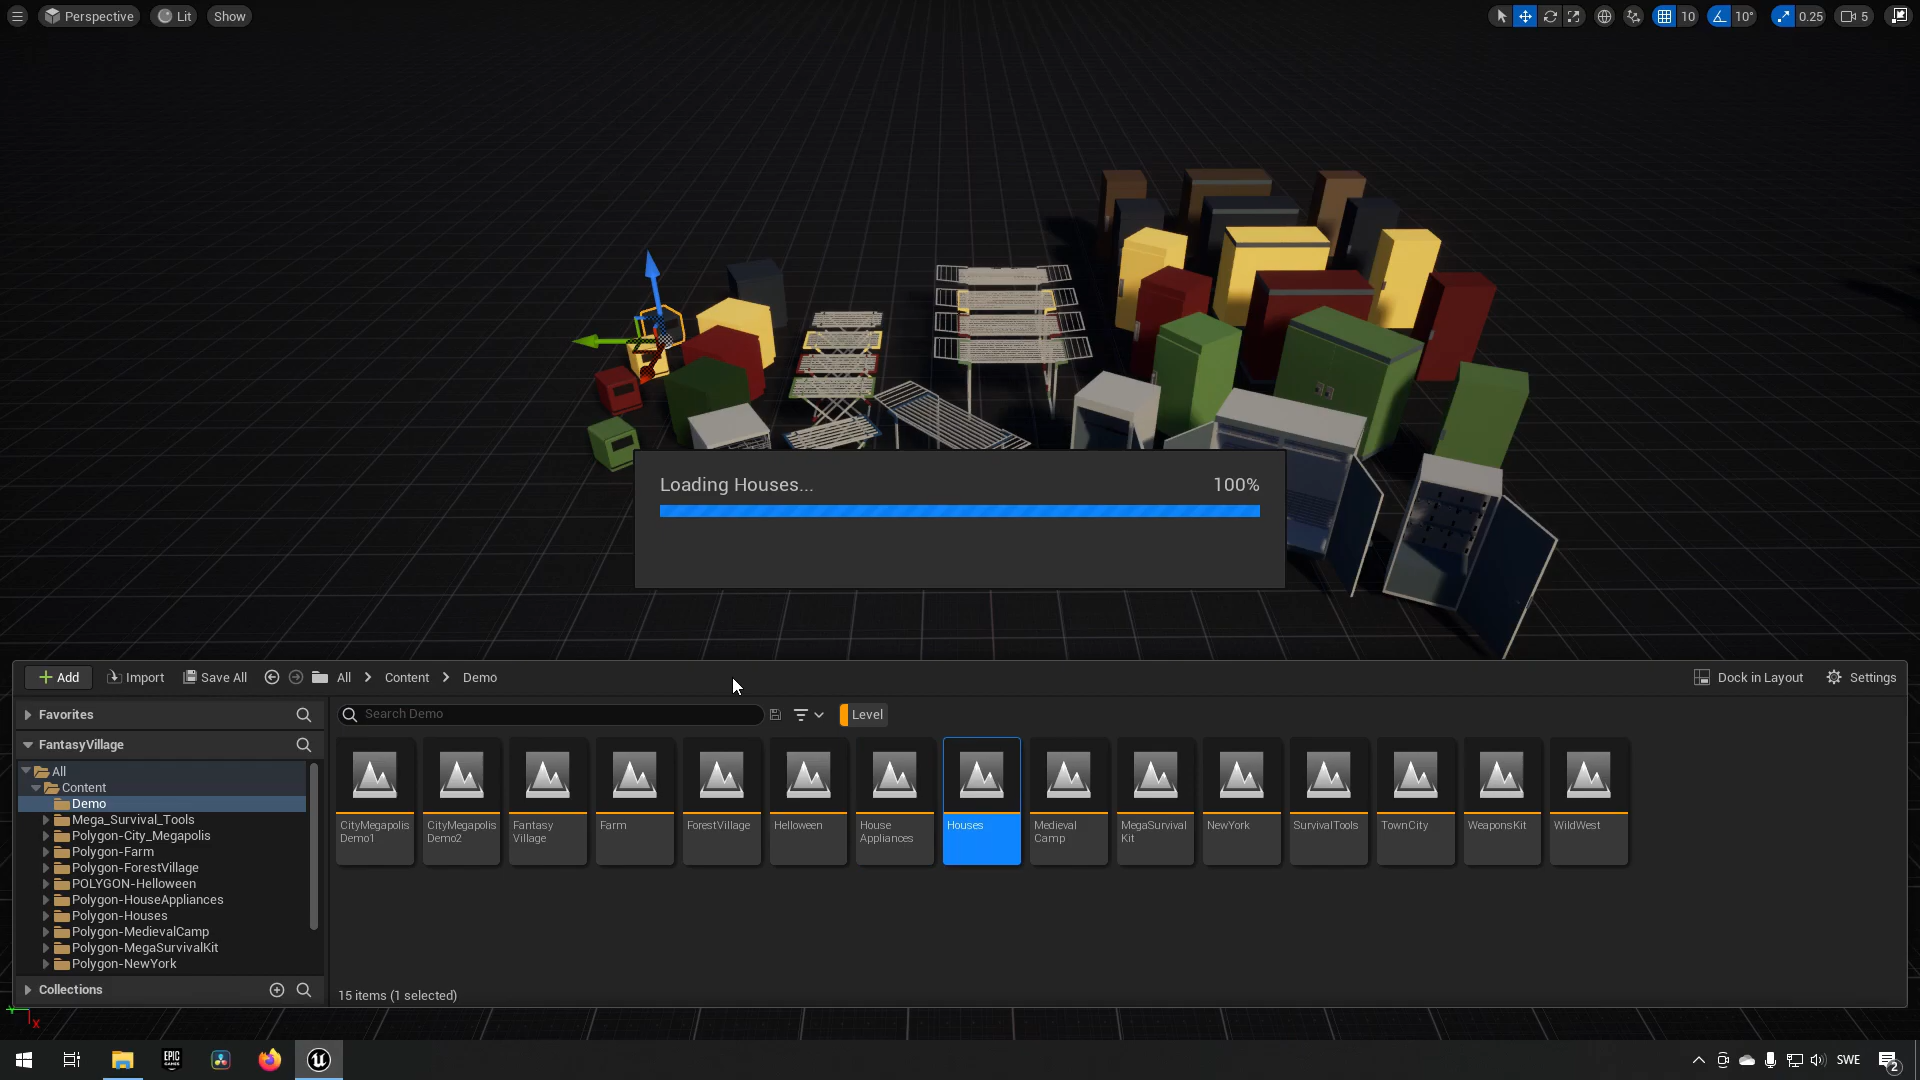 Perspective Lit Show 10 10° 0.25 5
Loading Houses... 100%
Add Import Save All All Content Demo Dock in Layout Settings
Favorites Search Demo Level
FantasyVillage
All
Content
Demo
Mega_Survival_Tools
Polygon-City_Megapolis
Polygon-Farm
Polygon-ForestVillage
POLYGON-Helloween
Polygon-HouseAppliances
Polygon-Houses
Polygon-MedievalCamp
Polygon-MegaSurvivalKit
Polygon-NewYork
Collections
CityMegapolis CityMegapolis Fantasy Farm ForestVillage Helloween House Houses Medieval MegaSurvival NewYork SurvivalTools TownCity WeaponsKit WildWest
Demo1 Demo2 Village Appliances Camp Kit
15 items (1 selected)
Y X
EPIC GAMES SWE 2